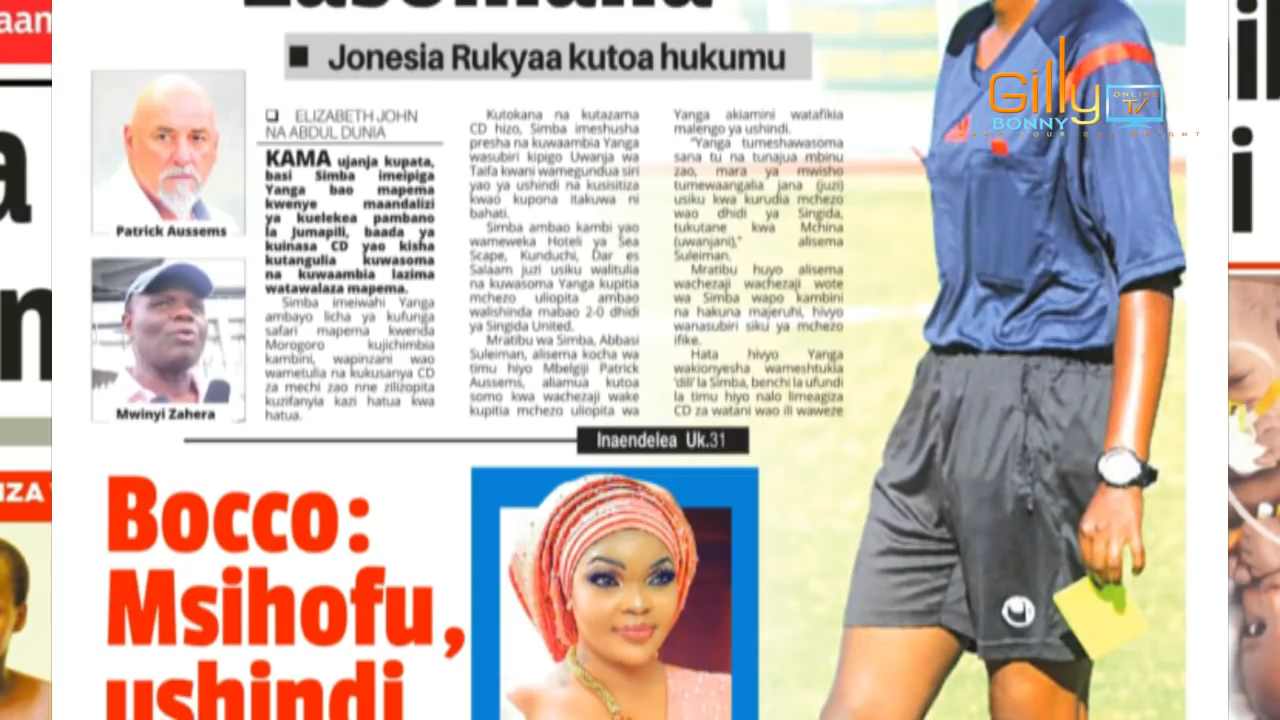 ■ Jonesia Rukyaa kutoa hukumu
Patrick Aussems
Mwinyi Zahera
❑ ELIZABETH JOHN
NA ABDUL DUNIA
KAMA ujanja kupata,
basi Simba imeipiga
Yanga bao mapema
kwenye maandalizi
ya kuelekea pambano
la Jumapili, baada ya
kuinasa CD yao kisha
kutangulia kuwasoma
na kuwaambia lazima
watawalaza mapema.
Simba imeiwahi Yanga
ambayo licha ya kufunga
safari mapema kwenda
Morogoro kujichimbia
kambini, wapinzani wao
wametulia na kukusanya CD
za mechi zao nne zilizopita
kuzifanyia kazi hatua kwa
hatua.
Kutokana na kutazama
CD hizo, Simba imeshusha
presha na kuwaambia Yanga
wasubiri kipigo Uwanja wa
Taifa kwani wamegundua siri
yao ya ushindi na kusisitiza
kwao kupona itakuwa ni
bahati.
Simba ambao kambi yao
wameweka Hoteli ya Sea
Scape, Kunduchi, Dar es
Salaam juzi usiku walitulia
na kuwasoma Yanga kupitia
mchezo uliopita ambao
walishinda mabao 2-0 dhidi
ya Singida United.
Mratibu wa Simba, Abbasi
Suleiman, alisema kocha wa
timu hiyo Mbelgiji Patrick
Aussems, aliamua kutoa
somo kwa wachezaji wake
kupitia mchezo uliopita wa
Yanga akiamini watafikia
malengo ya ushindi.
“Yanga tumeshawasoma
sana tu na tunajua mbinu
zao, mara ya mwisho
tumewaangalia jana (juzi)
usiku kwa kurudia mchezo
wao dhidi ya Singida,
tukutane kwa Mchina
(uwanjani),” alisema
Suleiman.
Mratibu huyo alisema
wachezaji wachezaji wote
wa Simba wapo kambini
na hakuna majeruhi, hivyo
wanasubiri siku ya mchezo
ifike.
Hata hivyo Yanga
wakionyesha wameshtukia
‘dili’ la Simba, benchi la ufundi
la timu hiyo nalo limeagiza
CD za watani wao ili waweze
Inaendelea Uk.31
Bocco:
Msihofu,
ushindi
Gilly
BONNY
ONLINE
TV